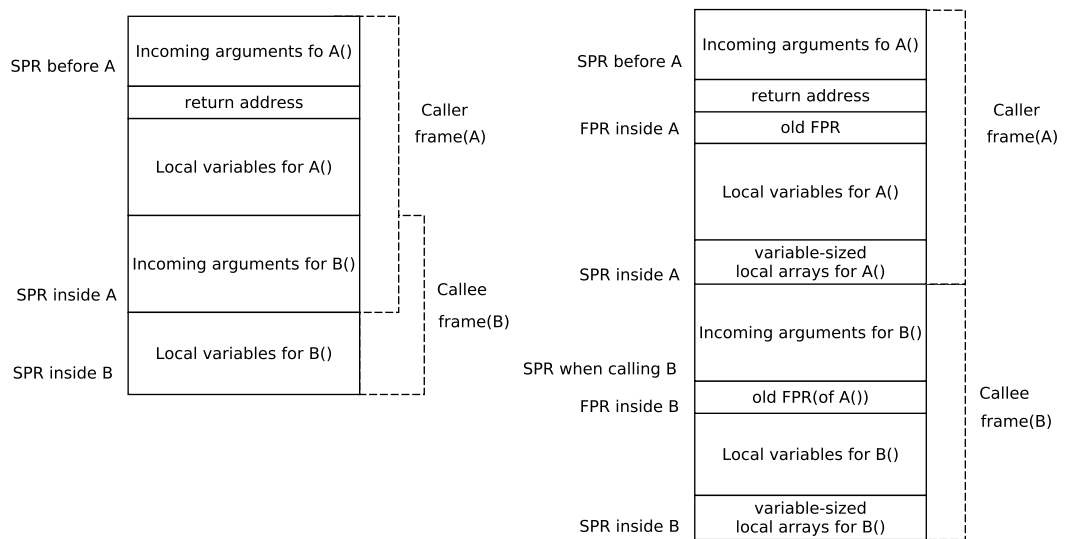 Incoming arguments fo A()
SPR before A
return address
Caller
frame(A)
Local variables for A()
Incoming arguments for B()
SPR inside A
Callee
frame(B)
Local variables for B()
SPR inside B
Incoming arguments fo A()
SPR before A
return address
FPR inside A
old FPR
Caller
frame(A)
Local variables for A()
variable-sized
local arrays for A()
SPR inside A
Incoming arguments for B()
SPR when calling B
old FPR(of A())
FPR inside B
Callee
frame(B)
Local variables for B()
variable-sized
local arrays for B()
SPR inside B